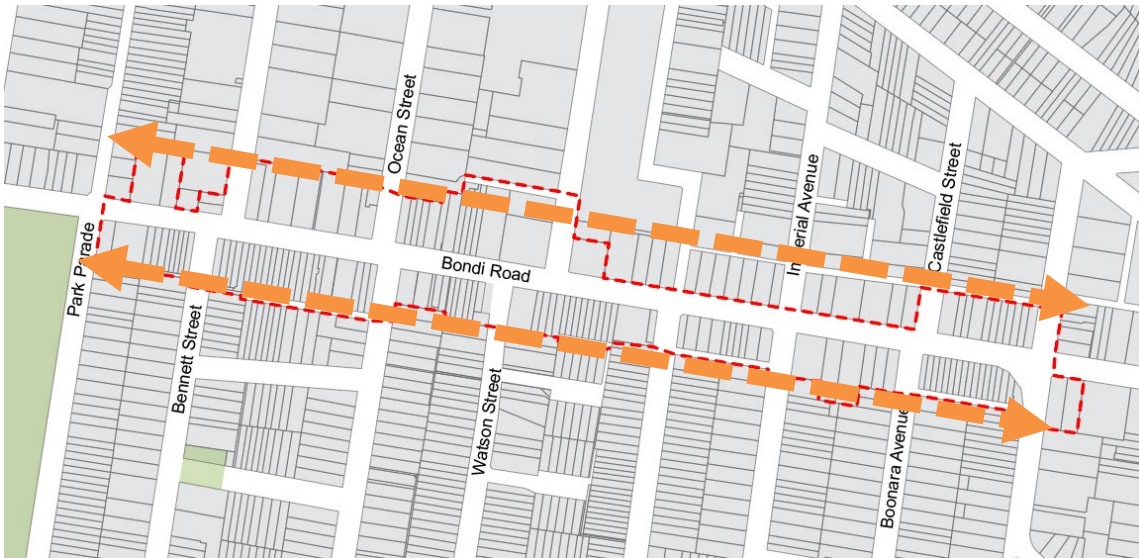 Ocean Street
Imperial Avenue
Castlefield Street
Bondi Road
Park Parade
Bennett Street
Watson Street
Boonara Avenue